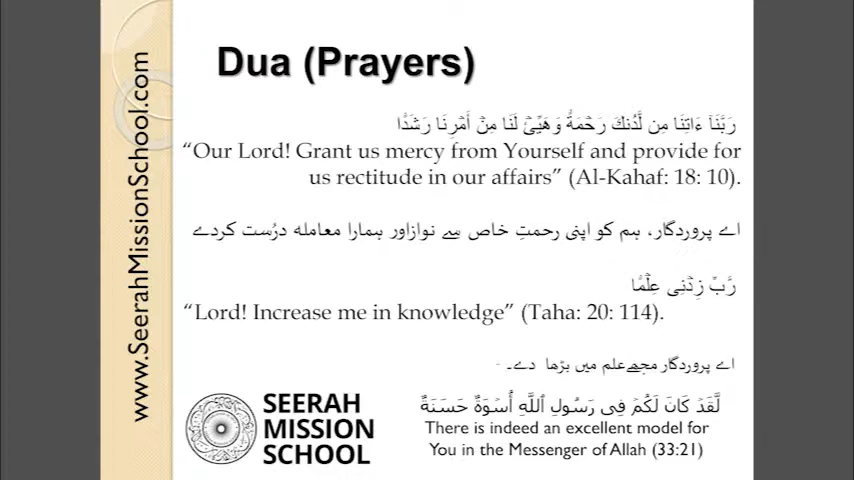 Dua (Prayers)
رَبَّنَآ ءَاتِنَا مِن لَّدُنكَ رَحْمَةً وَهَيِّئْ لَنَا مِنْ أَمْرِنَا رَشَدًا
“Our Lord! Grant us mercy from Yourself and provide for
us rectitude in our affairs” (Al-Kahaf: 18: 10).
اے پروردگار، ہم کو اپنی رحمتِ خاص سے نوازاور ہمارا معاملہ درُست کردے
رَّبِّ زِدْنِى عِلْمًا
“Lord! Increase me in knowledge” (Taha: 20: 114).
اے پروردگار مجھےعلم میں بڑھا دے۔ -
SEERAH
MISSION
SCHOOL
لَّقَدْ كَانَ لَكُمْ فِى رَسُولِ ٱللَّهِ أُسْوَةٌ حَسَنَةٌ
There is indeed an excellent model for
You in the Messenger of Allah (33:21)
www.SeerahMissionSchool.com